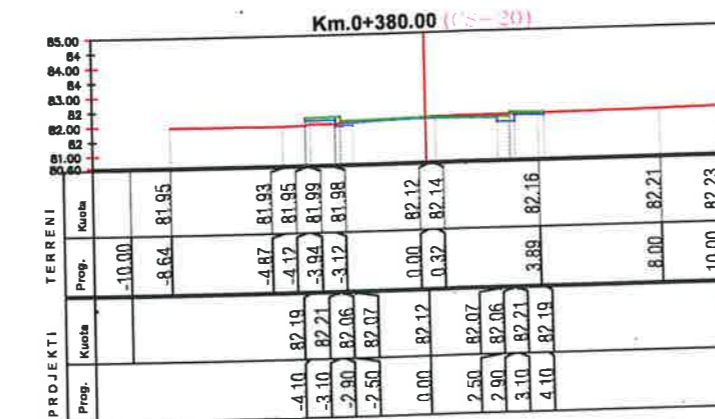 Km.0+380.00 (CS-20)
85.00
84
84.00
82
83.00
82
82.00
82
81.00
80.60
TERRENI
Kuota 81.95 81.93 81.95 81.99 81.98 82.12 82.14 82.16 82.21 82.23
Prog. -10.00 -8.64 -4.87 -4.12 -3.94 -3.12 0.00 0.32 3.89 8.00 10.00
PROJEKTI
Kuota 82.19 82.21 82.06 82.07 82.12 82.07 82.06 82.21 82.19
Prog. -4.10 -3.10 -2.90 -2.50 0.00 2.50 2.90 3.10 4.10